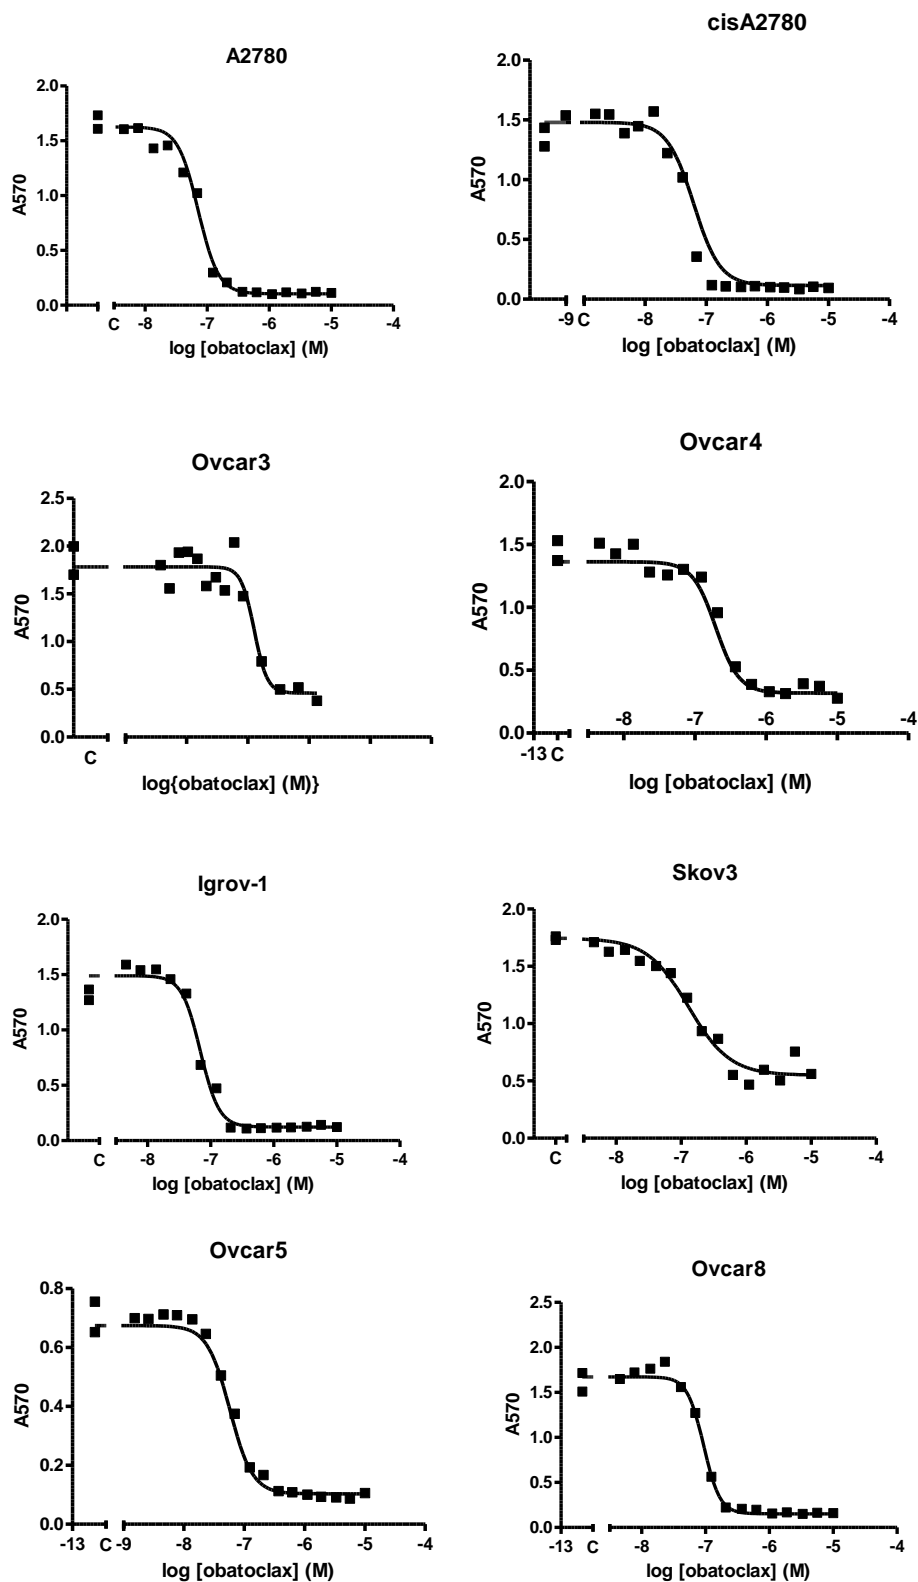 A2780
2.0
1.5
1.0
0.5
0.0
A570
C -8 -7 -6 -5 -4
log [obatoclax] (M)
cisA2780
2.0
1.5
1.0
0.5
0.0
A570
-9 C -8 -7 -6 -5 -4
log [obatoclax] (M)
Ovcar3
2.5
2.0
1.5
1.0
0.5
0.0
A570
C
log{obatoclax] (M)}
Ovcar4
2.0
1.5
1.0
0.5
0.0
A570
-8 -7 -6 -5 -4
-13 C
log [obatoclax] (M)
Igrov-1
2.0
1.5
1.0
0.5
0.0
A570
C -8 -7 -6 -5 -4
log [obatoclax] (M)
Skov3
2.0
1.5
1.0
0.5
0.0
A570
C -8 -7 -6 -5 -4
log [obatoclax] (M)
Ovcar5
0.8
0.6
0.4
0.2
0.0
A570
-13 C -9 -8 -7 -6 -5 -4
log [obatoclax] (M)
Ovcar8
2.5
2.0
1.5
1.0
0.5
0.0
A570
-13 C -8 -7 -6 -5 -4
log [obatoclax] (M)